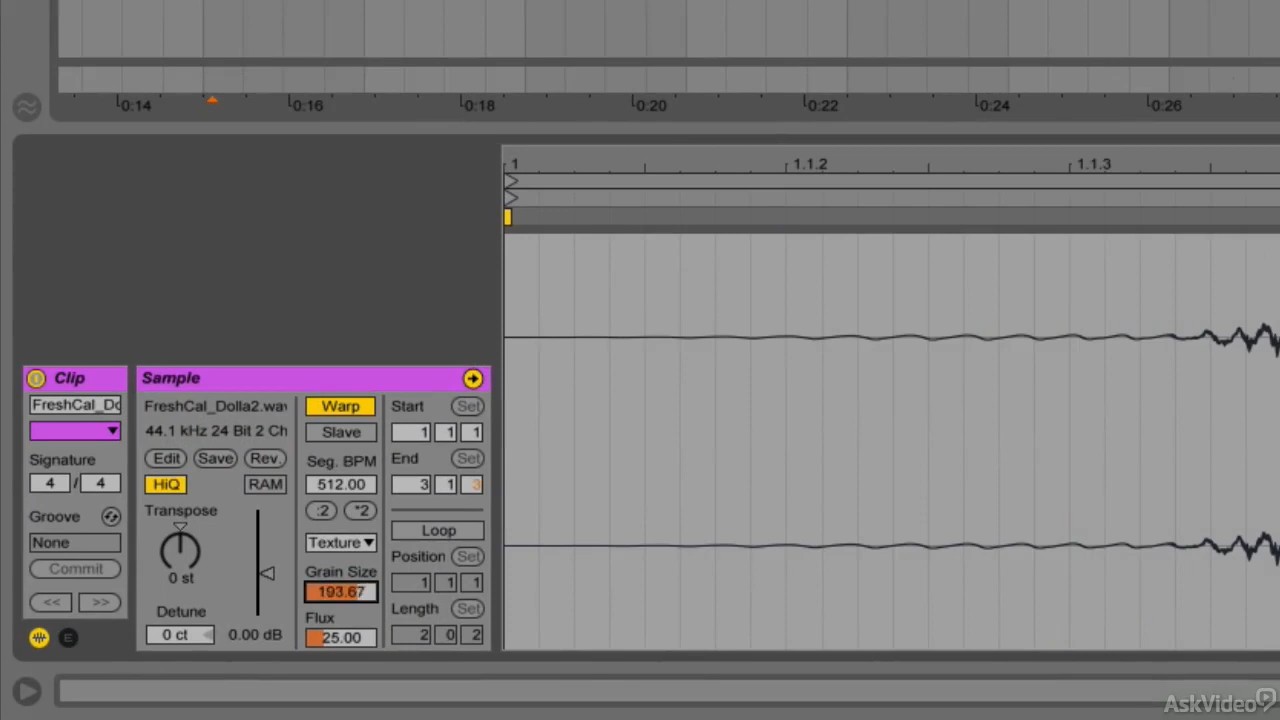 0:14 0:16 0:18 0:20 0:22 0:24 0:26
1 1.1.2 1.1.3
Clip
FreshCal_Do
Signature
4 / 4
Groove
None
Commit
<< >>
E
Sample
FreshCal_Dolla2.wav
44.1 kHz 24 Bit 2 Ch
Edit Save Rev.
HiQ RAM
Transpose
0 st
Detune
0 ct 0.00 dB
Warp
Slave
Seg. BPM
512.00
:2 *2
Texture
Grain Size
193.67
Flux
25.00
Start Set
1 1 1
End Set
3 1 3
Loop
Position Set
1 1 1
Length Set
2 0 2
AskVideo